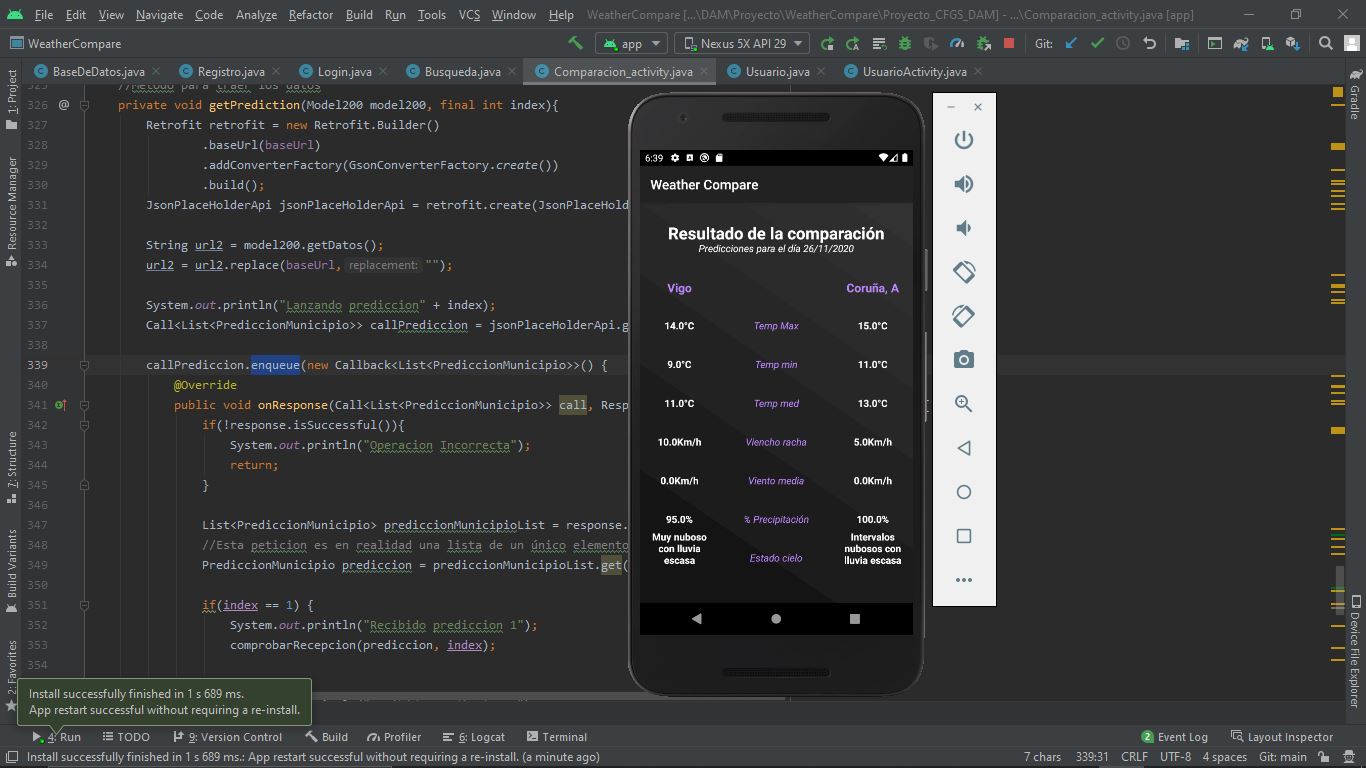 File Edit View Navigate Code Analyze Refactor Build Run Tools VCS Window Help WeatherCompare [...\DAM\Proyecto\WeatherCompare\Proyecto_CFGS_DAM] - ...\Comparacion_activity.java [app]
WeatherCompare app Nexus 5X API 29 Git:
BaseDeDatos.java Registro.java Login.java Busqueda.java Comparacion_activity.java Usuario.java UsuarioActivity.java
1: Project
Resource Manager
7: Structure
Build Variants
2: Favorites
325 //Metodo para traer los datos
326 @ private void getPrediction(Model200 model200, final int index){
327 Retrofit retrofit = new Retrofit.Builder()
328 .baseUrl(baseUrl)
329 .addConverterFactory(GsonConverterFactory.create())
330 .build();
331 JsonPlaceHolderApi jsonPlaceHolderApi = retrofit.create(JsonPlaceHold
332
333 String url2 = model200.getDatos();
334 url2 = url2.replace(baseUrl, replacement: "");
335
336 System.out.println("Lanzando prediccion" + index);
337 Call<List<PrediccionMunicipio>> callPrediccion = jsonPlaceHolderApi.g
338
339 callPrediccion.enqueue(new Callback<List<PrediccionMunicipio>>() {
340 @Override
341 public void onResponse(Call<List<PrediccionMunicipio>> call, Resp
342 if(!response.isSuccessful()){
343 System.out.println("Operacion Incorrecta");
344 return;
345 }
346
347 List<PrediccionMunicipio> prediccionMunicipioList = response.
348 //Esta peticion es en realidad una lista de un único elemento
349 PrediccionMunicipio prediccion = prediccionMunicipioList.get(
350
351 if(index == 1) {
352 System.out.println("Recibido prediccion 1");
353 comprobarRecepcion(prediccion, index);
354
6:39
Weather Compare
Resultado de la comparación
Predicciones para el día 26/11/2020
Vigo Coruña, A
14.0°C Temp Max 15.0°C
9.0°C Temp min 11.0°C
11.0°C Temp med 13.0°C
10.0Km/h Viencho racha 5.0Km/h
0.0Km/h Viento media 0.0Km/h
95.0% % Precipitación 100.0%
Muy nuboso con lluvia escasa Estado cielo Intervalos nubosos con lluvia escasa
Gradle
Device File Explorer
Install successfully finished in 1 s 689 ms.
App restart successful without requiring a re-install.
4: Run TODO 9: Version Control Build Profiler 6: Logcat Terminal 2 Event Log Layout Inspector
Install successfully finished in 1 s 689 ms.: App restart successful without requiring a re-install. (a minute ago) 7 chars 339:31 CRLF UTF-8 4 spaces Git: main